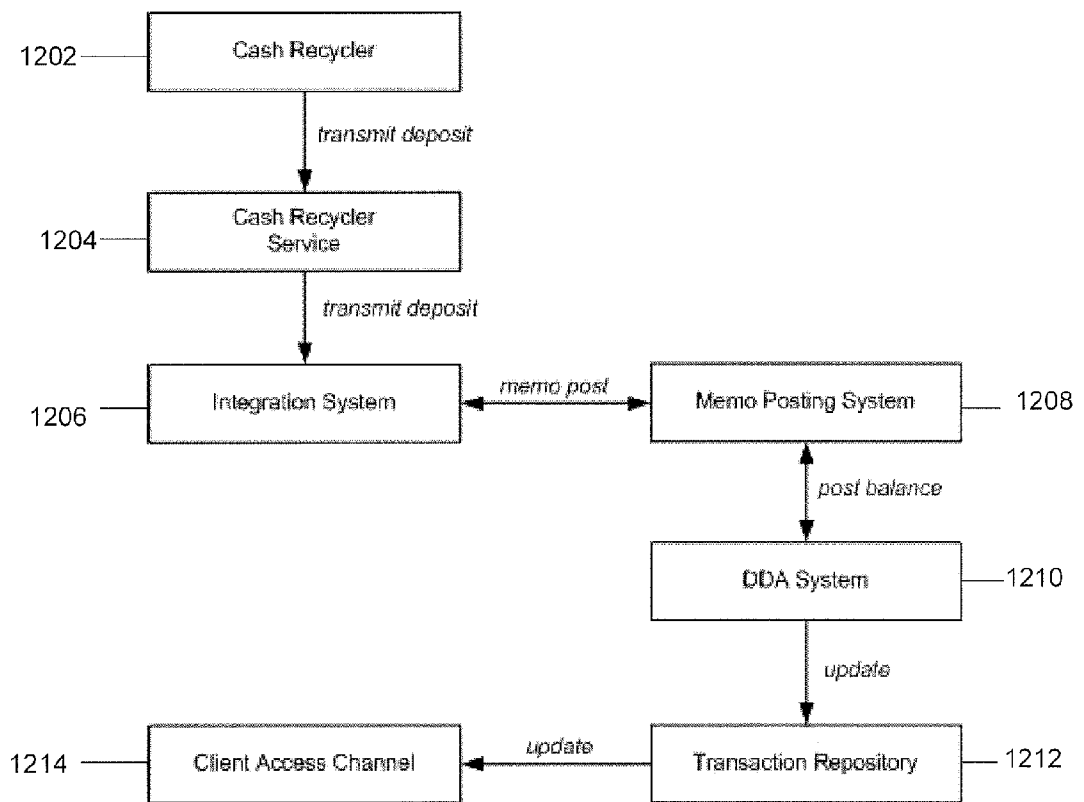 1202
Cash Recycler
transmit deposit
1204
Cash Recycler
Service
transmit deposit
1206
Integration System
memo post
Memo Posting System
1208
post balance
DDA System
1210
update
1214
Client Access Channel
update
Transaction Repository
1212